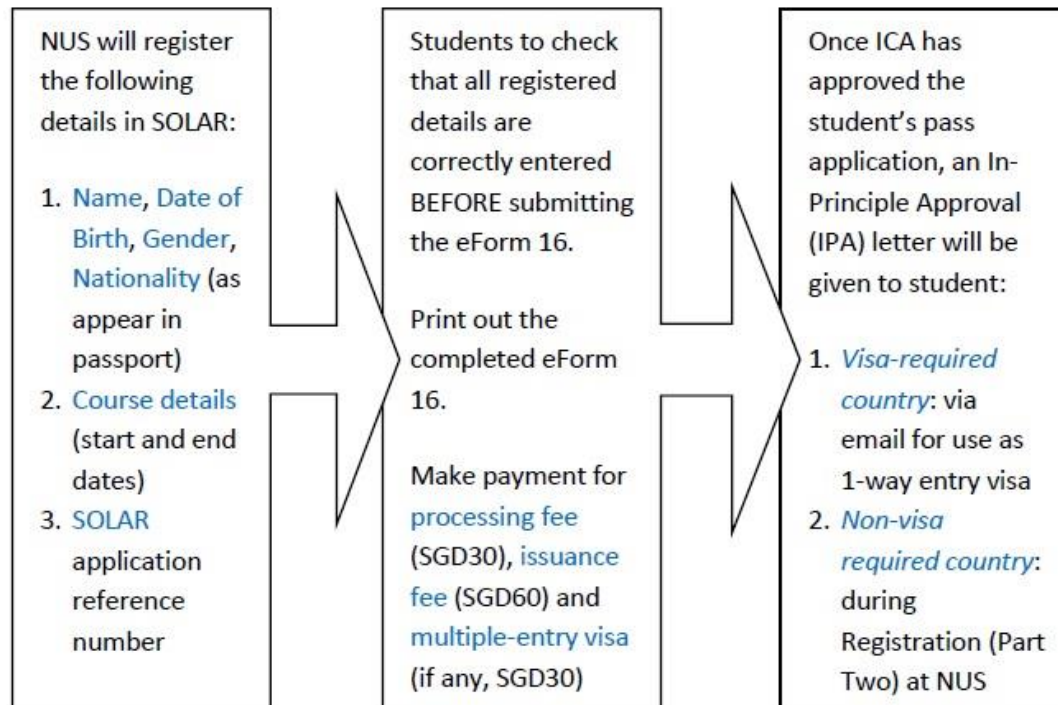 NUS will register
the following
details in SOLAR:
1. Name, Date of
Birth, Gender,
Nationality (as
appear in
passport)
2. Course details
(start and end
dates)
3. SOLAR
application
reference
number
Students to check
that all registered
details are
correctly entered
BEFORE submitting
the eForm 16.
Print out the
completed eForm
16.
Make payment for
processing fee
(SGD30), issuance
fee (SGD60) and
multiple-entry visa
(if any, SGD30)
Once ICA has
approved the
student’s pass
application, an In-
Principle Approval
(IPA) letter will be
given to student:
1. Visa-required
country: via
email for use as
1-way entry visa
2. Non-visa
required country:
during
Registration (Part
Two) at NUS